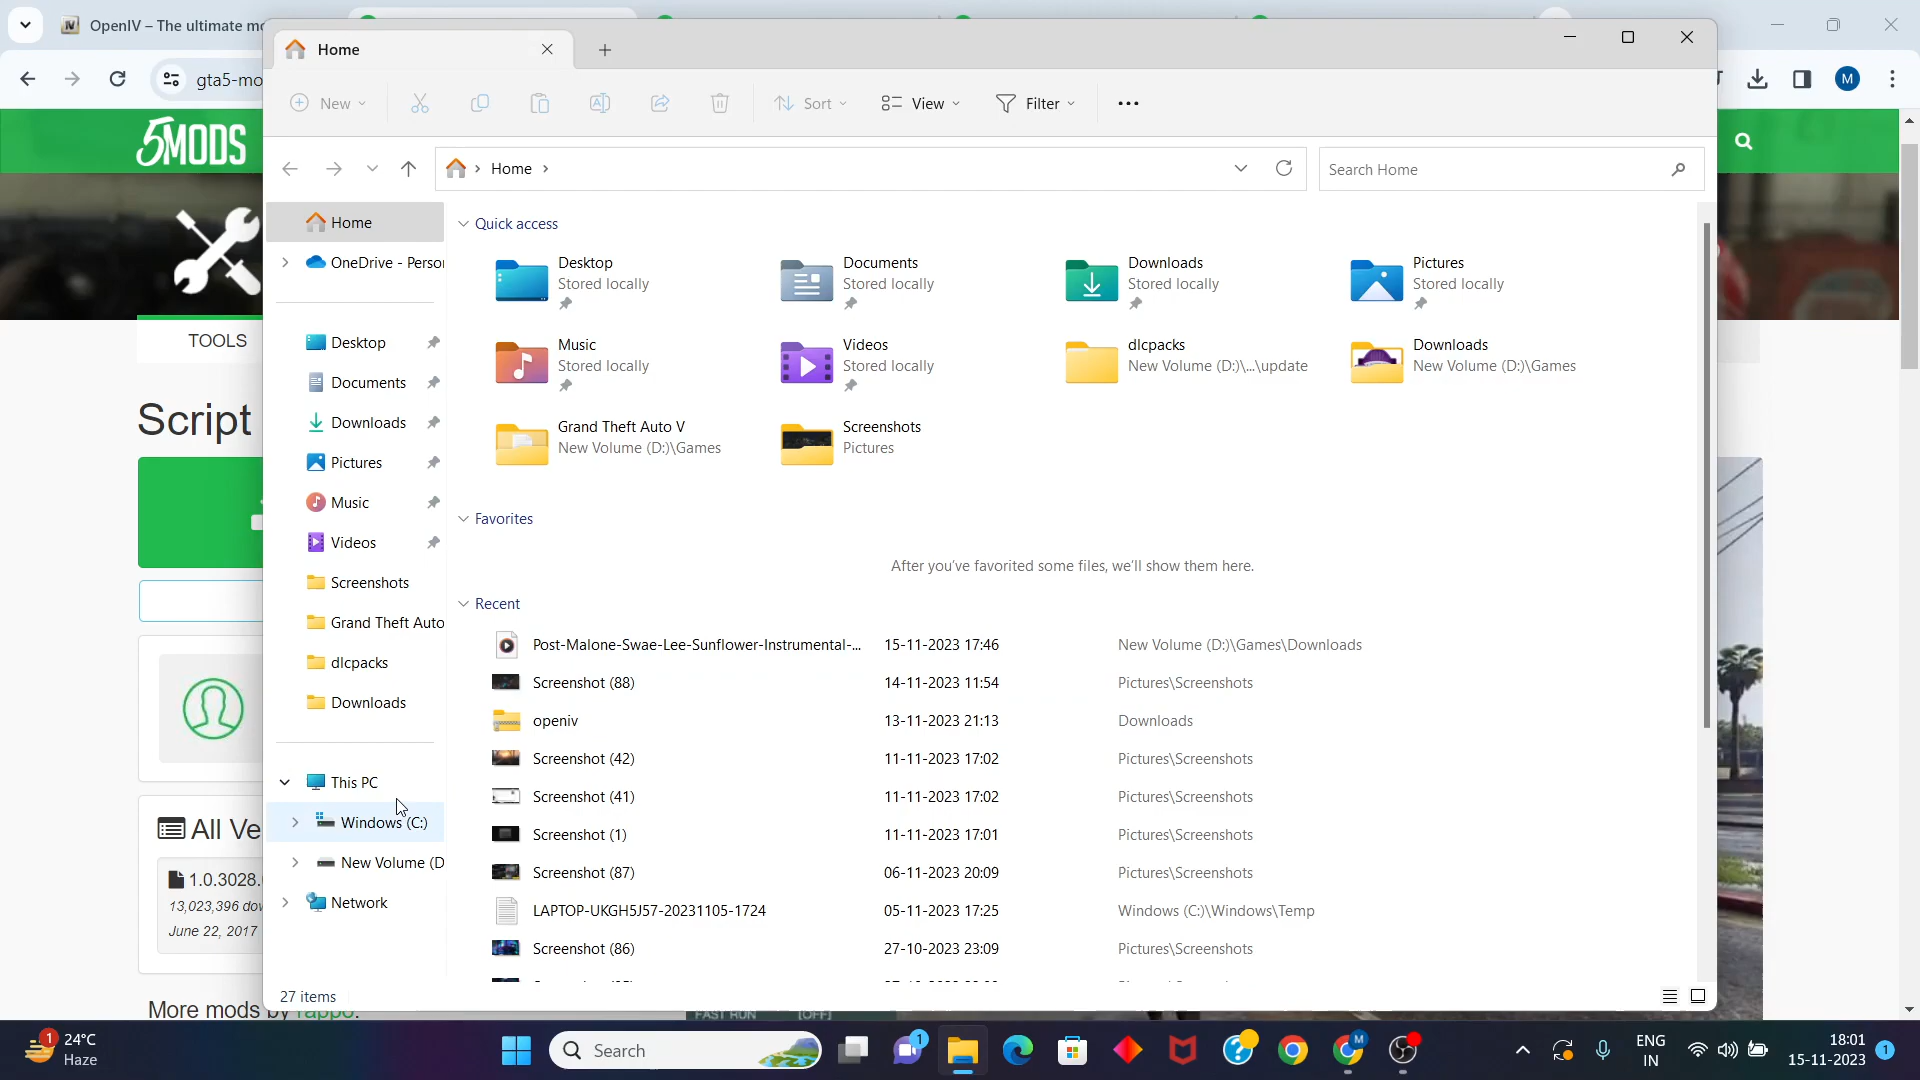 OpenIV – The ultimate mo
Home
gta5-mo
M
New
Sort
View
Filter
5MODS
Home
Search Home
TOOLS
Script
Home
OneDrive - Person
Desktop
Documents
Downloads
Pictures
Music
Videos
Screenshots
Grand Theft Auto
dlcpacks
Downloads
This PC
Windows (C:)
New Volume (D
Network
Quick access
Desktop
Stored locally
Documents
Stored locally
Downloads
Stored locally
Pictures
Stored locally
Music
Stored locally
Videos
Stored locally
dlcpacks
New Volume (D:)\...\update
Downloads
New Volume (D:)\Games
Grand Theft Auto V
New Volume (D:)\Games
Screenshots
Pictures
Favorites
After you've favorited some files, we'll show them here.
Recent
Post-Malone-Swae-Lee-Sunflower-Instrumental-... 15-11-2023 17:46 New Volume (D:)\Games\Downloads
Screenshot (88) 14-11-2023 11:54 Pictures\Screenshots
openiv 13-11-2023 21:13 Downloads
Screenshot (42) 11-11-2023 17:02 Pictures\Screenshots
Screenshot (41) 11-11-2023 17:02 Pictures\Screenshots
Screenshot (1) 11-11-2023 17:01 Pictures\Screenshots
Screenshot (87) 06-11-2023 20:09 Pictures\Screenshots
LAPTOP-UKGH5J57-20231105-1724 05-11-2023 17:25 Windows (C:)\Windows\Temp
Screenshot (86) 27-10-2023 23:09 Pictures\Screenshots
27 items
All Ve
1.0.3028.
13,023,396 dov
June 22, 2017
More mods by rappo:
FAST RUN [OFF]
1
24°C
Haze
Search
1
M
ENG
IN
18:01
15-11-2023
1